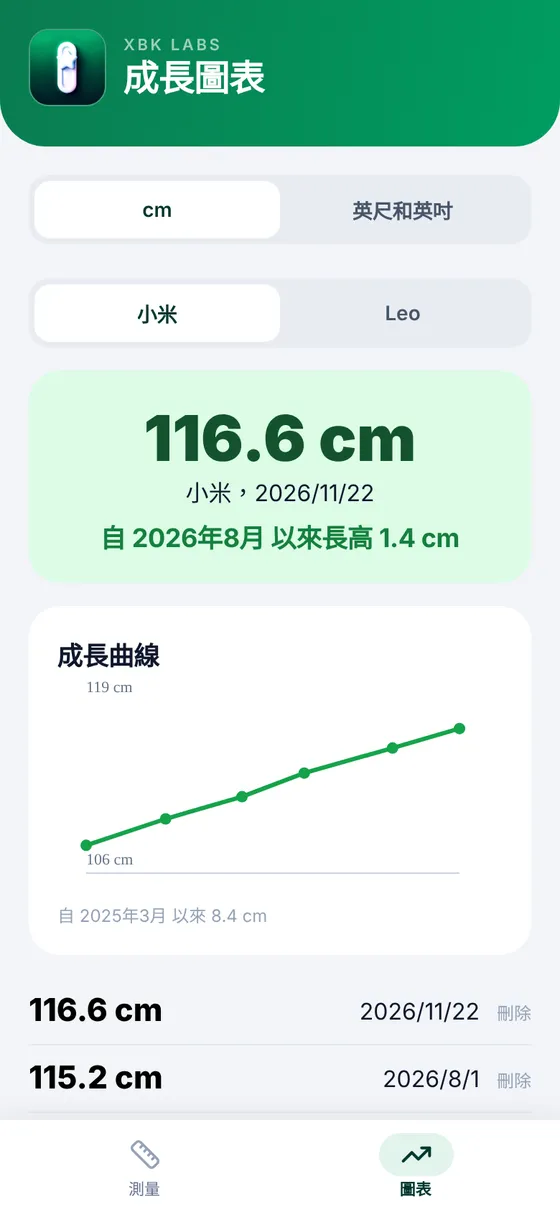 XBK LABS
成長圖表
cm
英尺和英吋
小米
Leo
116.6 cm
小米，2026/11/22
自 2026年8月 以來長高 1.4 cm
成長曲線
119 cm
106 cm
自 2025年3月 以來 8.4 cm
116.6 cm 2026/11/22 刪除
115.2 cm 2026/8/1 刪除
測量
圖表